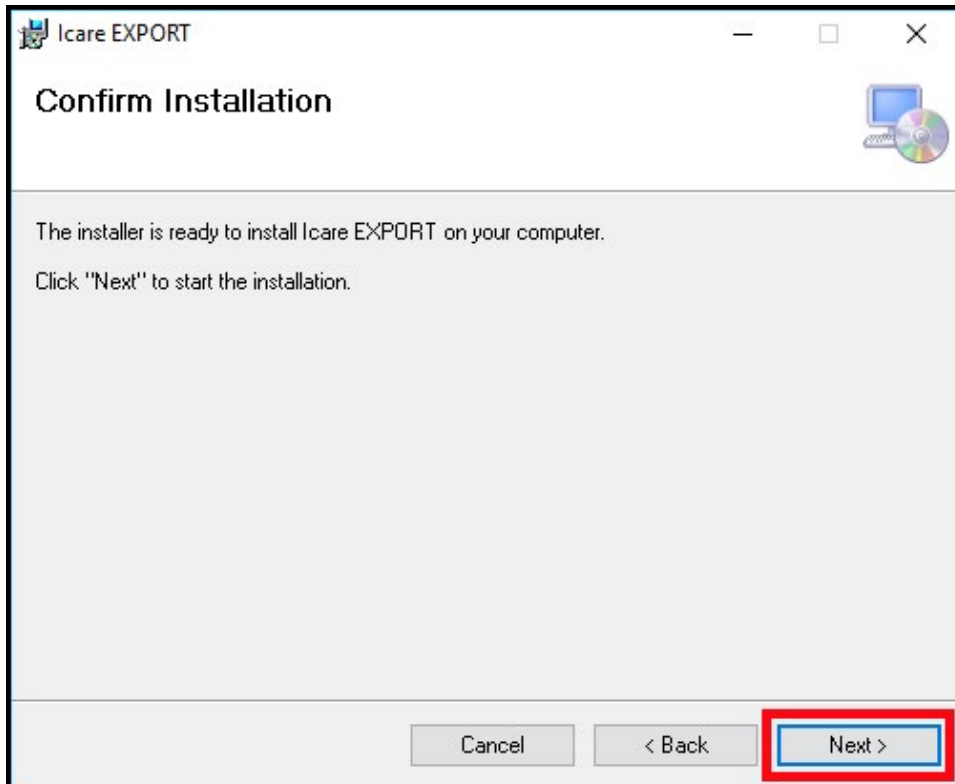 Icare EXPORT
Confirm Installation
The installer is ready to install Icare EXPORT on your computer.
Click "Next" to start the installation.
Cancel
< Back
Next >